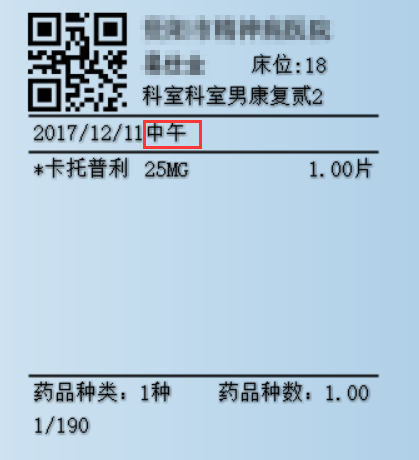 床位:18
科室科室男康复贰2
2017/12/11中午
*卡托普利 25MG 1.00片
药品种类：1种 药品种数：1.00
1/190